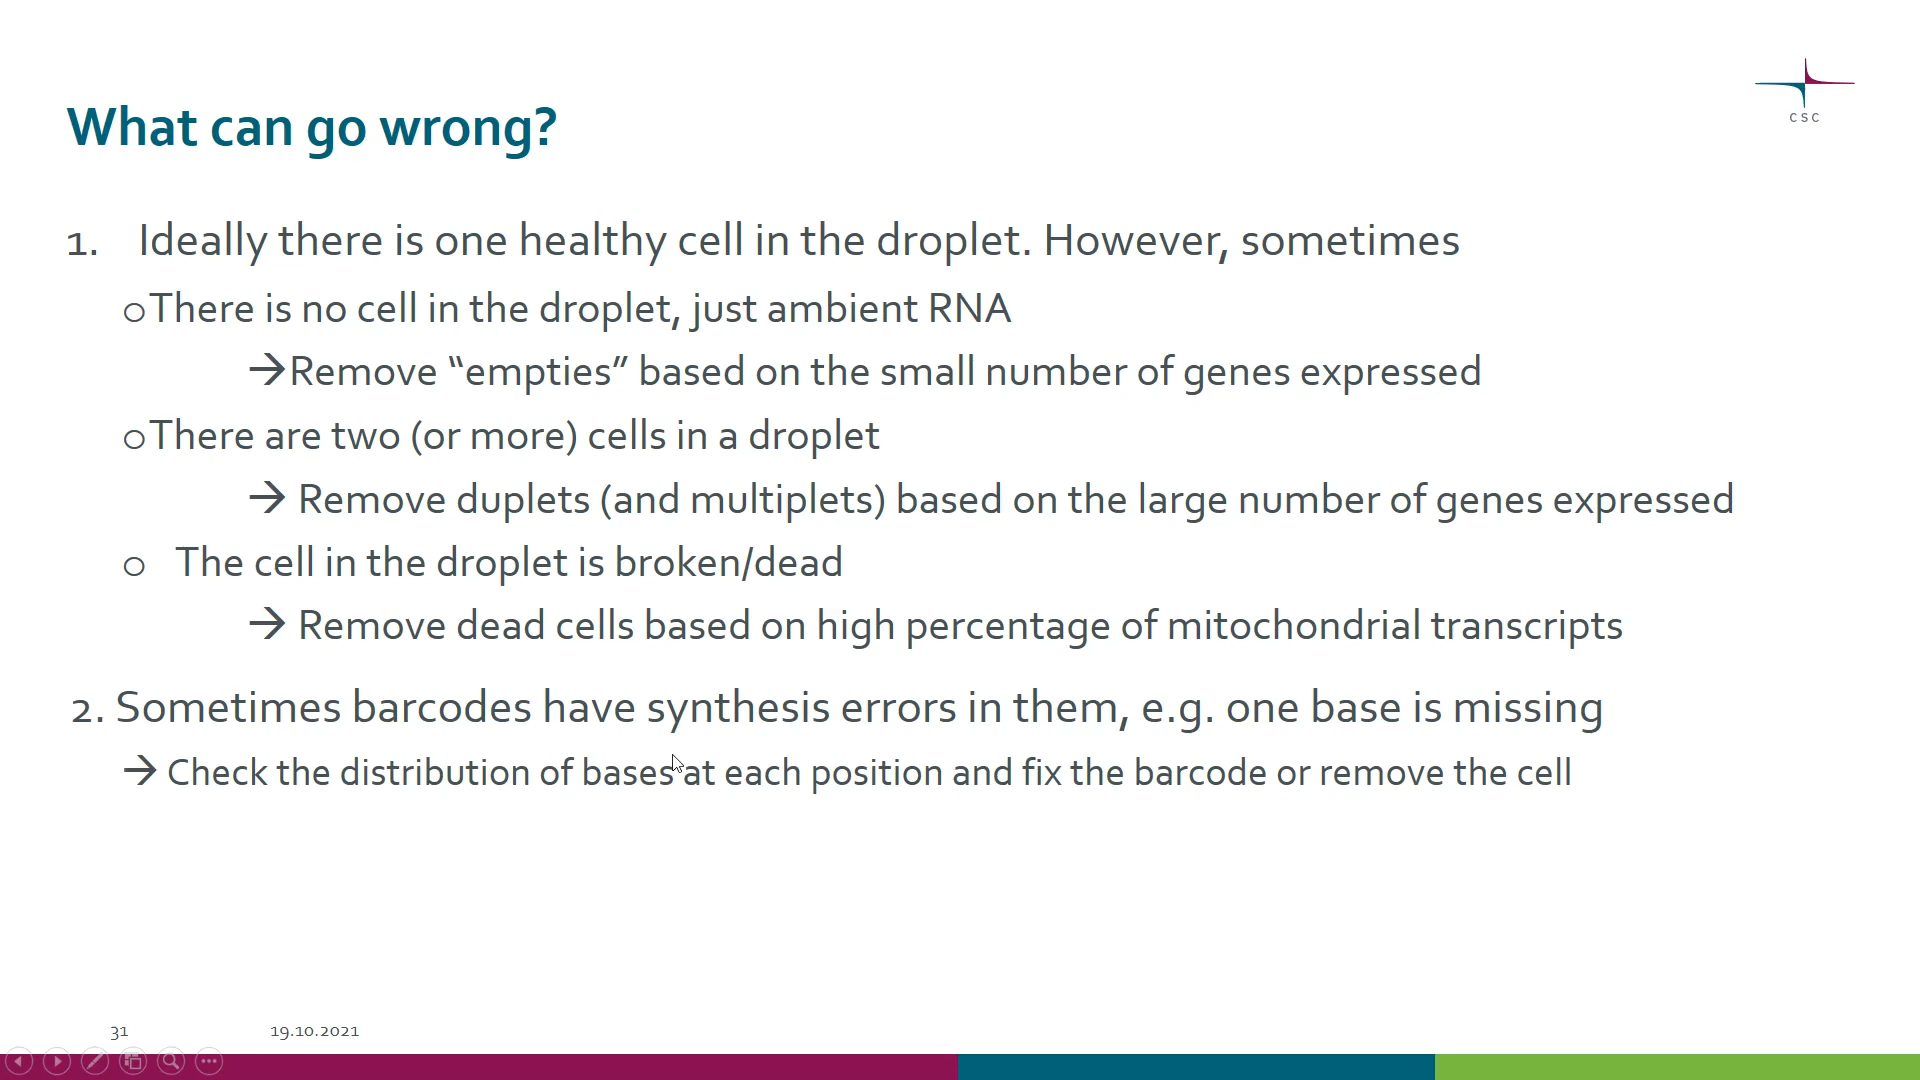 CSC
What can go wrong?
1. Ideally there is one healthy cell in the droplet. However, sometimes
o There is no cell in the droplet, just ambient RNA
→Remove “empties” based on the small number of genes expressed
o There are two (or more) cells in a droplet
→ Remove duplets (and multiplets) based on the large number of genes expressed
o The cell in the droplet is broken/dead
→ Remove dead cells based on high percentage of mitochondrial transcripts
2. Sometimes barcodes have synthesis errors in them, e.g. one base is missing
→ Check the distribution of bases at each position and fix the barcode or remove the cell
31 19.10.2021